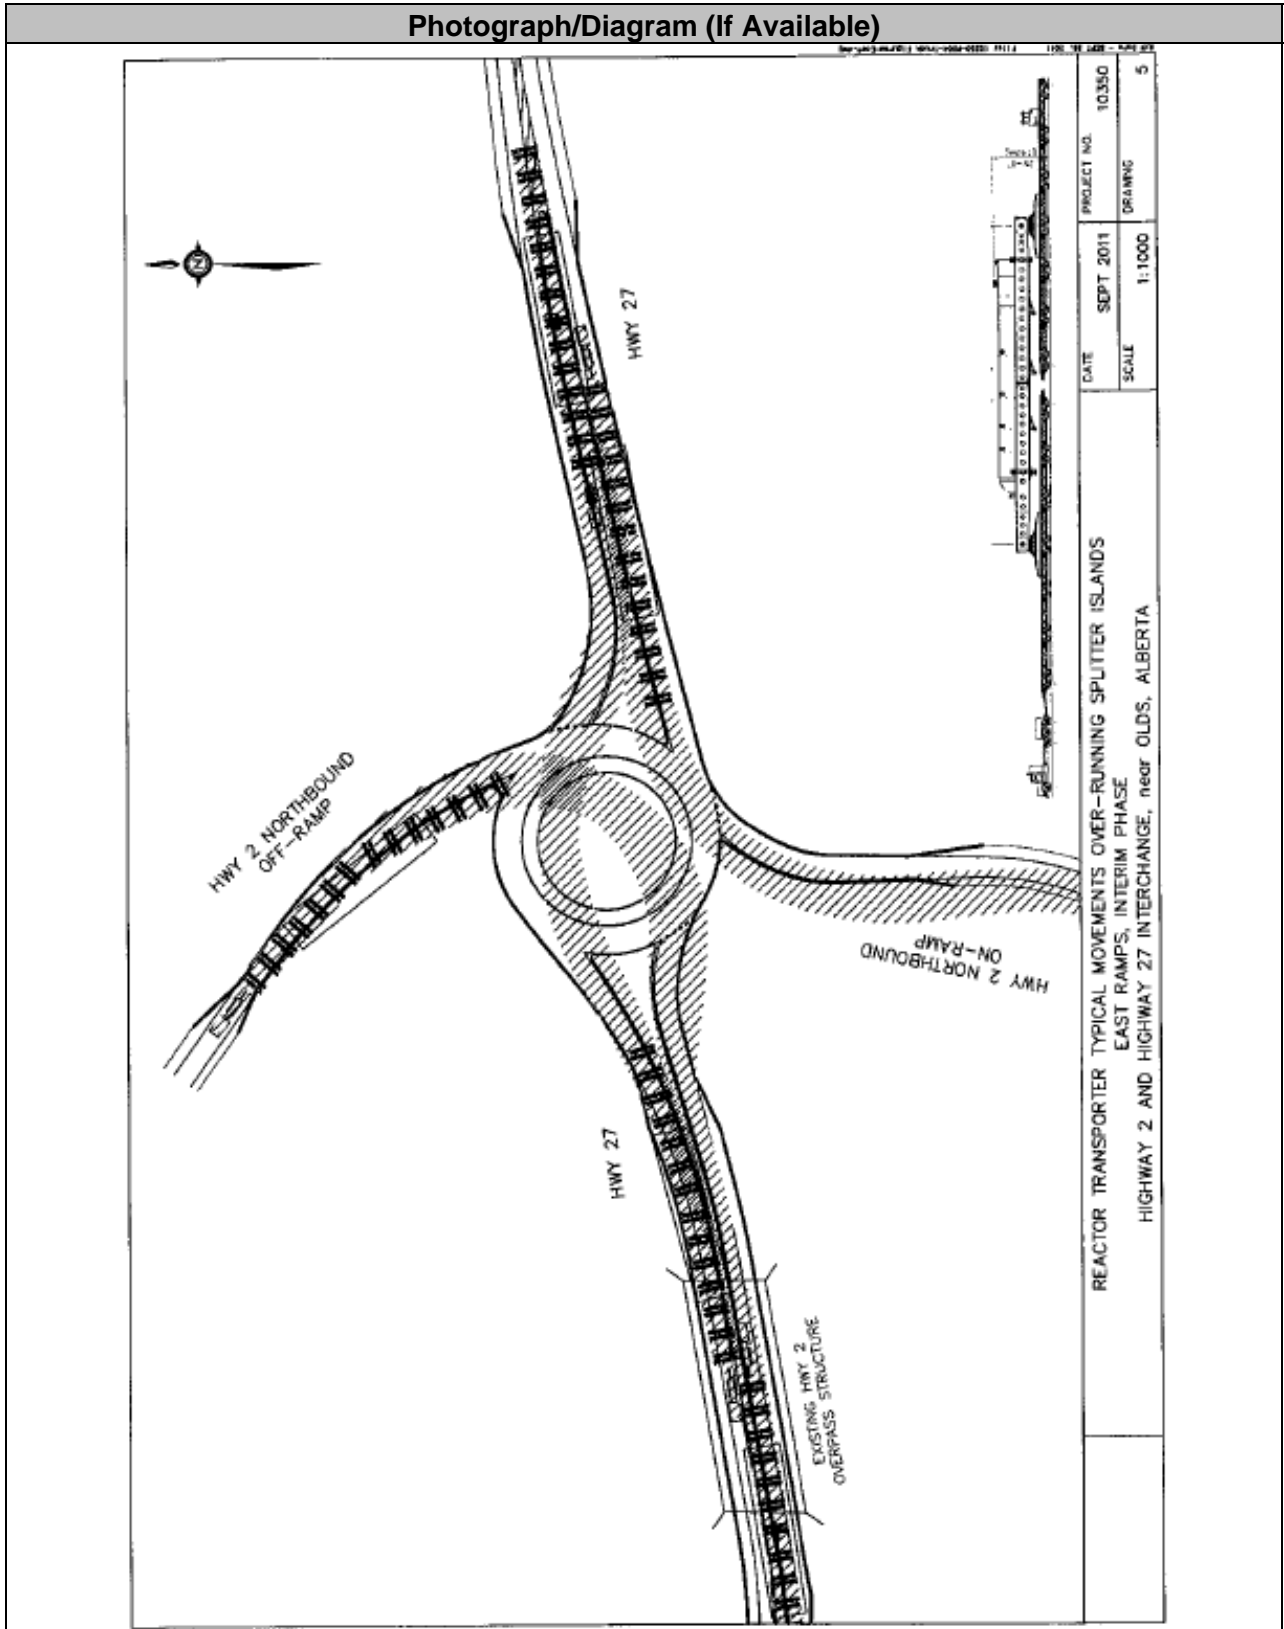 Photograph/Diagram (If Available)
HWY 27
HWY 2 NORTHBOUND
OFF-RAMP
HWY 2 NORTHBOUND
ON-RAMP
HWY 27
EXISTING HWY 2
OVERPASS STRUCTURE
N
REACTOR TRANSPORTER TYPICAL MOVEMENTS OVER-RUNNING SPLITTER ISLANDS
EAST RAMPS, INTERIM PHASE
HIGHWAY 2 AND HIGHWAY 27 INTERCHANGE, near OLDS, ALBERTA
DATE
SEPT 2011
PROJECT NO.
10350
SCALE
1:1000
DRAWING
5